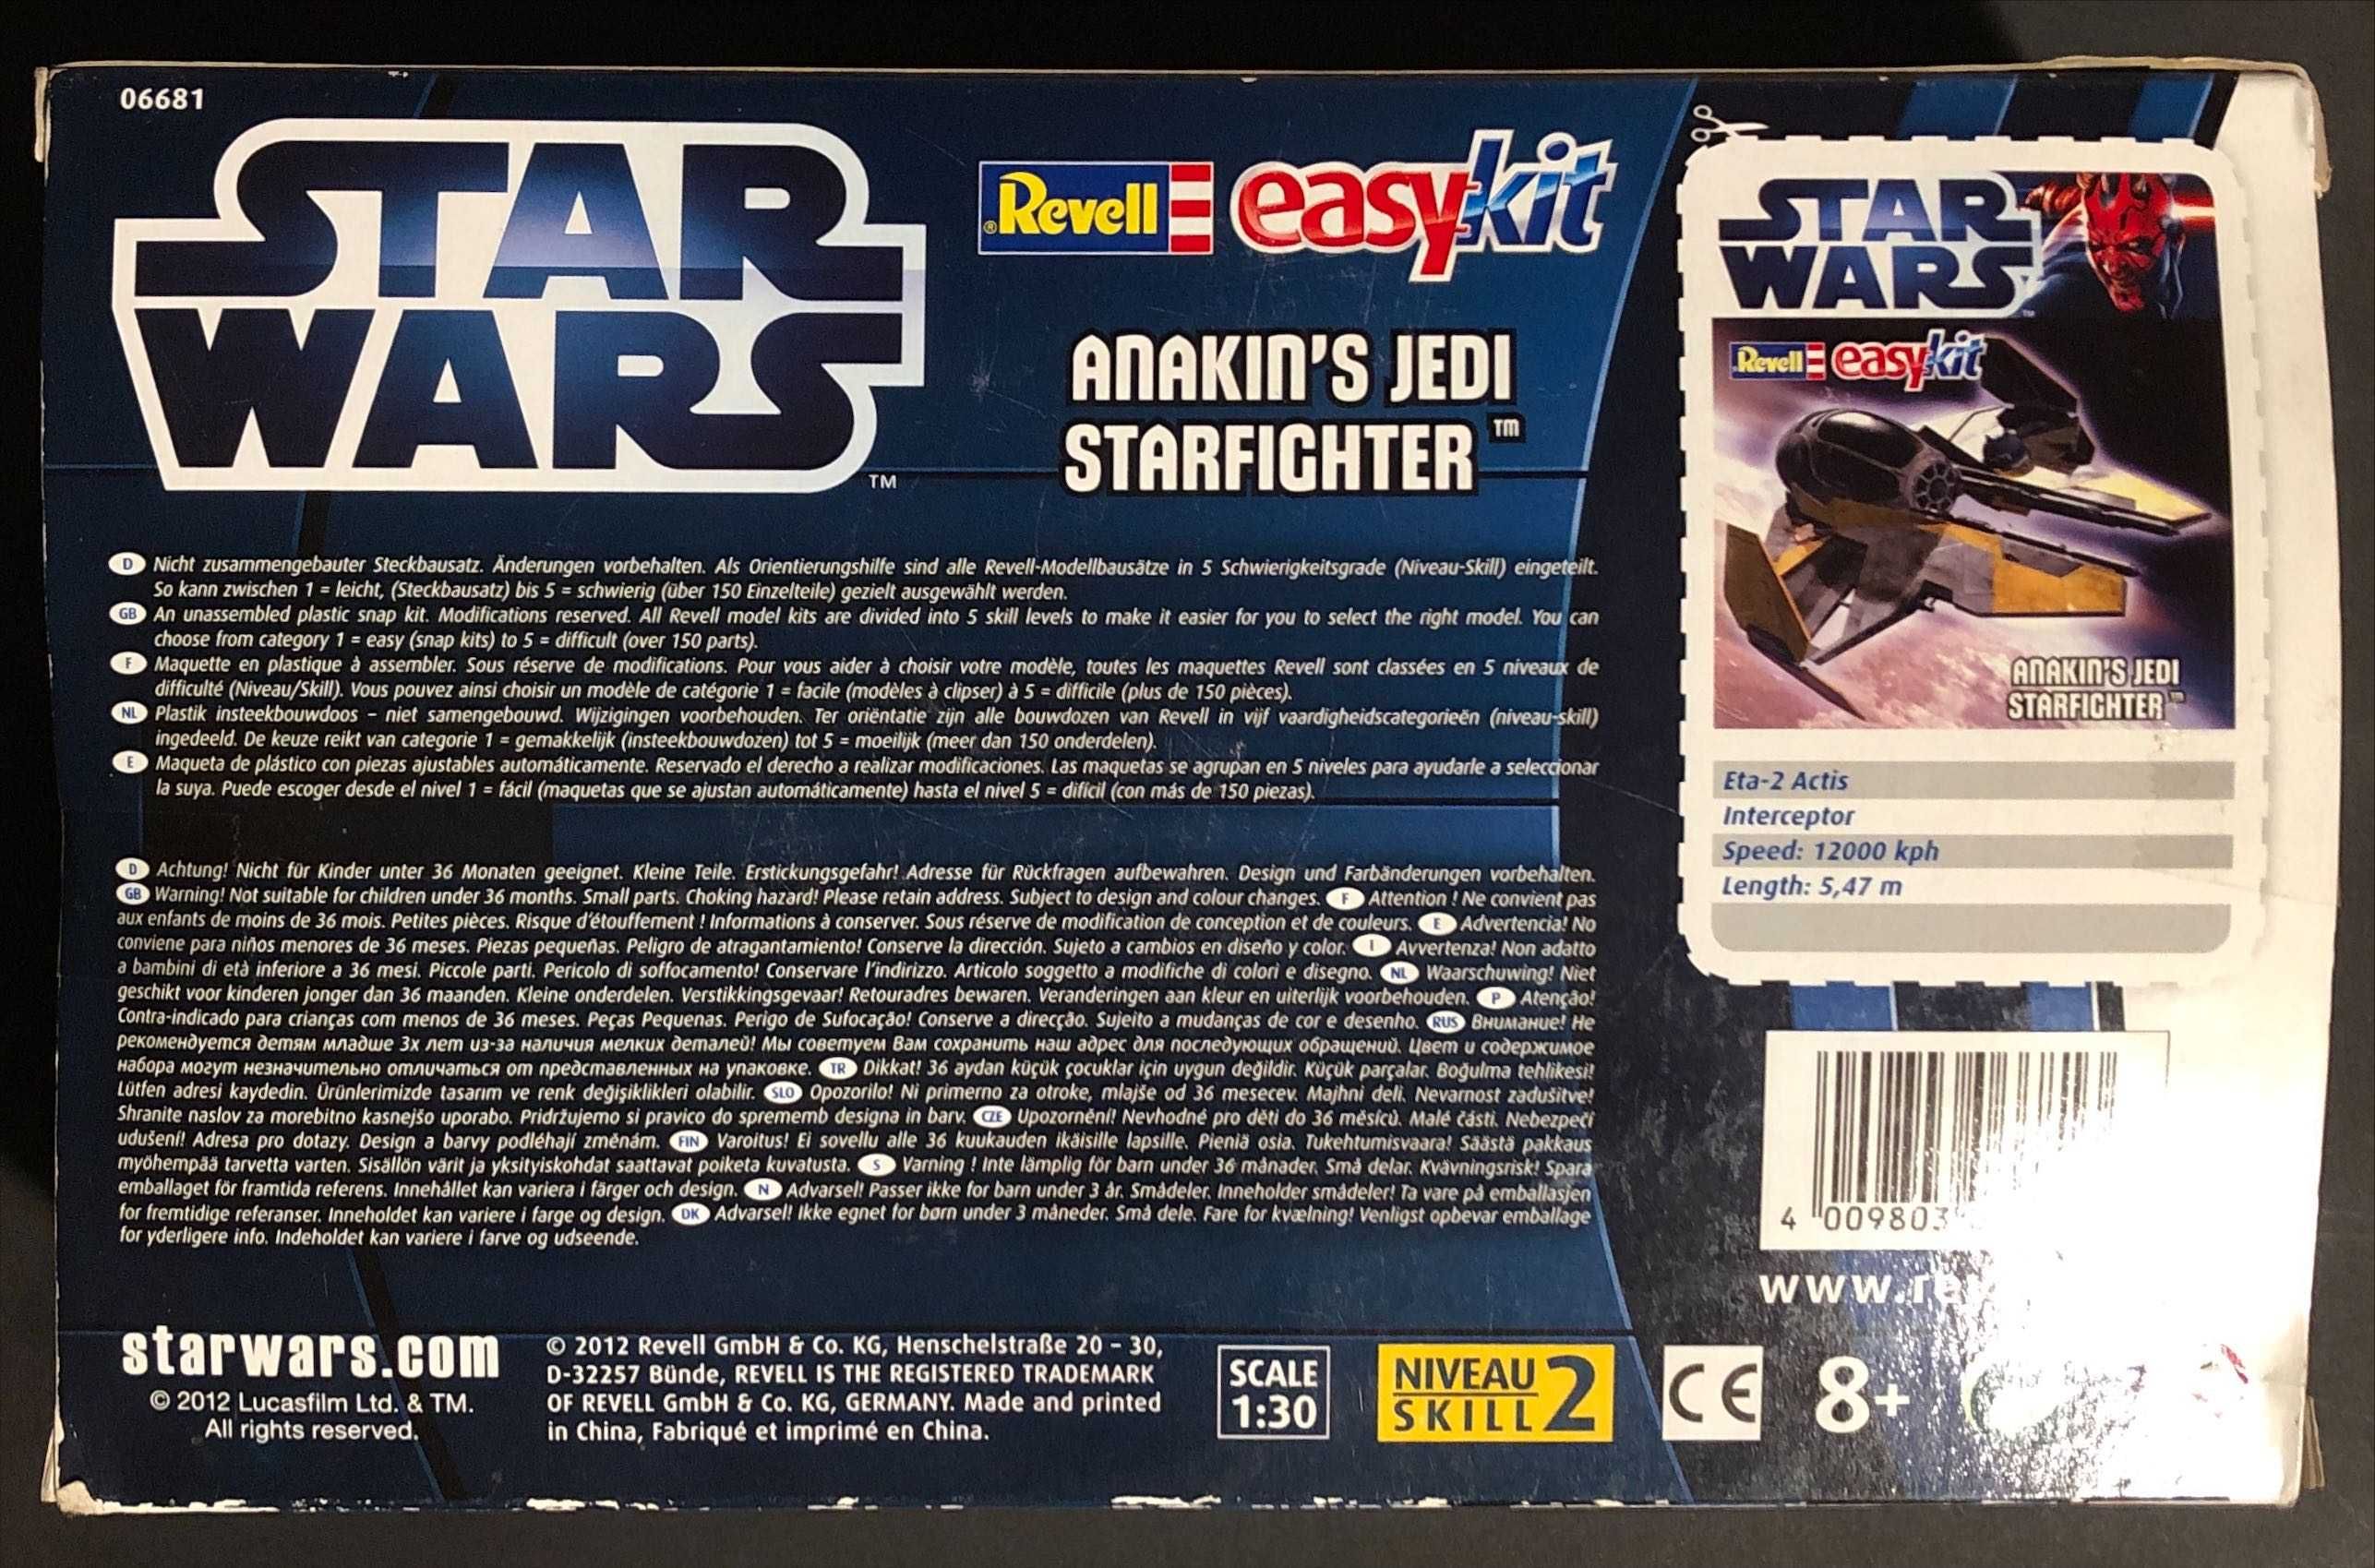 06681
STAR
WARS
TM
Revell easykit
ANAKIN'S JEDI
STARFIGHTER TM
D Nicht zusammengebauter Steckbausatz. Änderungen vorbehalten. Als Orientierungshilfe sind alle Revell-Modellbausätze in 5 Schwierigkeitsgrade (Niveau-Skill) eingeteilt.
So kann zwischen 1 = leicht, (Steckbausatz) bis 5 = schwierig (über 150 Einzelteile) gezielt ausgewählt werden.
GB An unassembled plastic snap kit. Modifications reserved. All Revell model kits are divided into 5 skill levels to make it easier for you to select the right model. You can
choose from category 1 = easy (snap kits) to 5 = difficult (over 150 parts).
F Maquette en plastique à assembler. Sous réserve de modifications. Pour vous aider à choisir votre modèle, toutes les maquettes Revell sont classées en 5 niveaux de
difficulté (Niveau/Skill). Vous pouvez ainsi choisir un modèle de catégorie 1 = facile (modèles à clipser) à 5 = difficile (plus de 150 pièces).
NL Plastik insteekbouwdoos – niet samengebouwd. Wijzigingen voorbehouden. Ter oriëntatie zijn alle bouwdozen van Revell in vijf vaardigheidscategorieën (niveau-skill)
ingedeeld. De keuze reikt van categorie 1 = gemakkelijk (insteekbouwdozen) tot 5 = moeilijk (meer dan 150 onderdelen).
E Maqueta de plástico con piezas ajustables automáticamente. Reservado el derecho a realizar modificaciones. Las maquetas se agrupan en 5 niveles para ayudarle a seleccionar
la suya. Puede escoger desde el nivel 1 = fácil (maquetas que se ajustan automáticamente) hasta el nivel 5 = difícil (con más de 150 piezas).
D Achtung! Nicht für Kinder unter 36 Monaten geeignet. Kleine Teile. Erstickungsgefahr! Adresse für Rückfragen aufbewahren. Design und Farbänderungen vorbehalten.
GB Warning! Not suitable for children under 36 months. Small parts. Choking hazard! Please retain address. Subject to design and colour changes. F Attention ! Ne convient pas
aux enfants de moins de 36 mois. Petites pièces. Risque d'étouffement ! Informations à conserver. Sous réserve de modification de conception et de couleurs. E Advertencia! No
conviene para niños menores de 36 meses. Piezas pequeñas. Peligro de atragantamiento! Conserve la dirección. Sujeto a cambios en diseño y color. I Avvertenza! Non adatto
a bambini di età inferiore a 36 mesi. Piccole parti. Pericolo di soffocamento! Conservare l'indirizzo. Articolo soggetto a modifiche di colori e disegno. NL Waarschuwing! Niet
geschikt voor kinderen jonger dan 36 maanden. Kleine onderdelen. Verstikkingsgevaar! Retouradres bewaren. Veranderingen aan kleur en uiterlijk voorbehouden. P Atenção!
Contra-indicado para crianças com menos de 36 meses. Peças Pequenas. Perigo de Sufocação! Conserve a direcção. Sujeito a mudanças de cor e desenho. RUS Внимание! Не
рекомендуется детям младше 3х лет из-за наличия мелких деталей! Мы советуем Вам сохранить наш адрес для последующих обращений. Цвет и содержимое
набора могут незначительно отличаться от представленных на упаковке. TR Dikkat! 36 aydan küçük çocuklar için uygun değildir. Küçük parçalar. Boğulma tehlikesi!
Lütfen adresi kaydedin. Ürünlerimizde tasarım ve renk değişiklikleri olabilir. SLO Opozorilo! Ni primerno za otroke, mlajše od 36 mesecev. Majhni deli. Nevarnost zadušitve!
Shranite naslov za morebitno kasnejšo uporabo. Pridržujemo si pravico do sprememb designa in barv. CZE Upozornění! Nevhodné pro děti do 36 měsíců. Malé části. Nebezpečí
udušení! Adresa pro dotazy. Design a barvy podléhají změnám. FIN Varoitus! Ei sovellu alle 36 kuukauden ikäisille lapsille. Pieniä osia. Tukehtumisvaara! Säästä pakkaus
myöhempää tarvetta varten. Sisällön värit ja yksityiskohdat saattavat poiketa kuvatusta. S Varning ! Inte lämplig för barn under 36 månader. Små delar. Kvävningsrisk! Spara
emballaget för framtida referens. Innehållet kan variera i färger och design. N Advarsel! Passer ikke for barn under 3 år. Smådeler. Inneholder smådeler! Ta vare på emballasjen
for fremtidige referanser. Inneholdet kan variere i farge og design. DK Advarsel! Ikke egnet for børn under 3 måneder. Små dele. Fare for kvælning! Venligst opbevar emballage
for yderligere info. Indeholdet kan variere i farve og udseende.
starwars.com
© 2012 Lucasfilm Ltd. & TM.
All rights reserved.
© 2012 Revell GmbH & Co. KG, Henschelstraße 20 – 30,
D-32257 Bünde, REVELL IS THE REGISTERED TRADEMARK
OF REVELL GmbH & Co. KG, GERMANY. Made and printed
in China, Fabriqué et imprimé en China.
SCALE
1:30
NIVEAU
SKILL 2
CE
8+
STAR
WARS
TM
Revell easykit
ANAKIN'S JEDI
STARFIGHTER TM
Eta-2 Actis
Interceptor
Speed: 12000 kph
Length: 5,47 m
4 009803
www.re